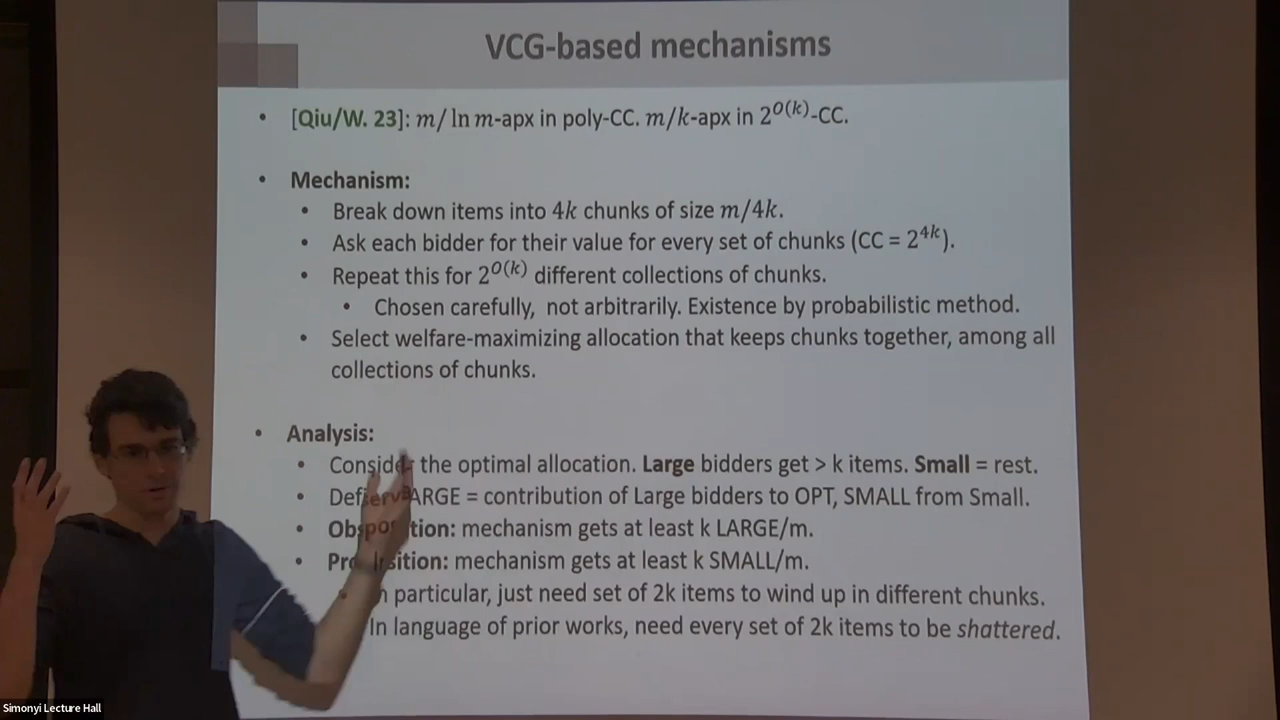 VCG-based mechanisms
• [Qiu/W. 23]: m/ ln m-apx in poly-CC. m/k-apx in 2^O(k)-CC.
• Mechanism:
• Break down items into 4k chunks of size m/4k.
• Ask each bidder for their value for every set of chunks (CC = 2^4k).
• Repeat this for 2^O(k) different collections of chunks.
• Chosen carefully, not arbitrarily. Existence by probabilistic method.
• Select welfare-maximizing allocation that keeps chunks together, among all
collections of chunks.
• Analysis:
• Consider the optimal allocation. Large bidders get > k items. Small = rest.
• Define LARGE = contribution of Large bidders to OPT, SMALL from Small.
• Observation: mechanism gets at least k LARGE/m.
• Proposition: mechanism gets at least k SMALL/m.
• In particular, just need set of 2k items to wind up in different chunks.
In language of prior works, need every set of 2k items to be shattered.
Simonyi Lecture Hall